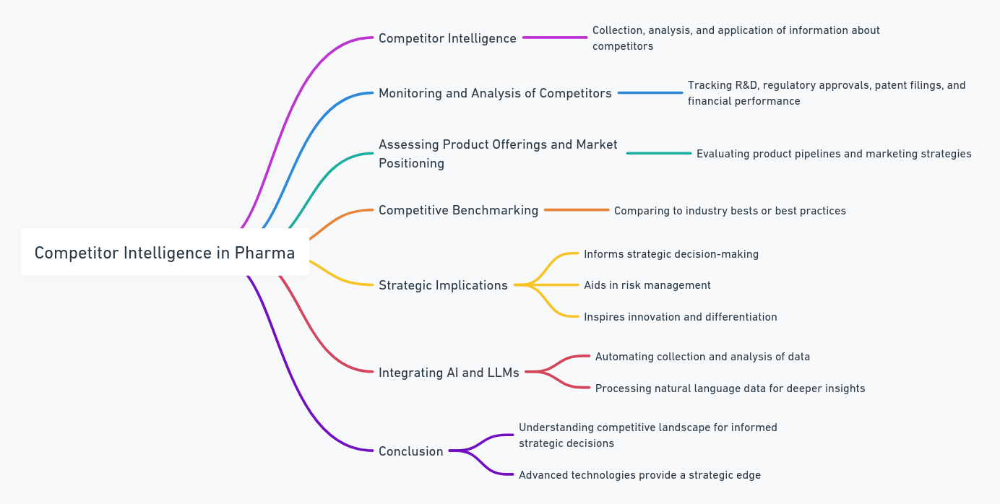 Competitor Intelligence in Pharma
Competitor Intelligence
Collection, analysis, and application of information about
competitors
Monitoring and Analysis of Competitors
Tracking R&D, regulatory approvals, patent filings, and
financial performance
Assessing Product Offerings and Market
Positioning
Evaluating product pipelines and marketing strategies
Competitive Benchmarking
Comparing to industry bests or best practices
Strategic Implications
Informs strategic decision-making
Aids in risk management
Inspires innovation and differentiation
Integrating AI and LLMs
Automating collection and analysis of data
Processing natural language data for deeper insights
Conclusion
Understanding competitive landscape for informed
strategic decisions
Advanced technologies provide a strategic edge